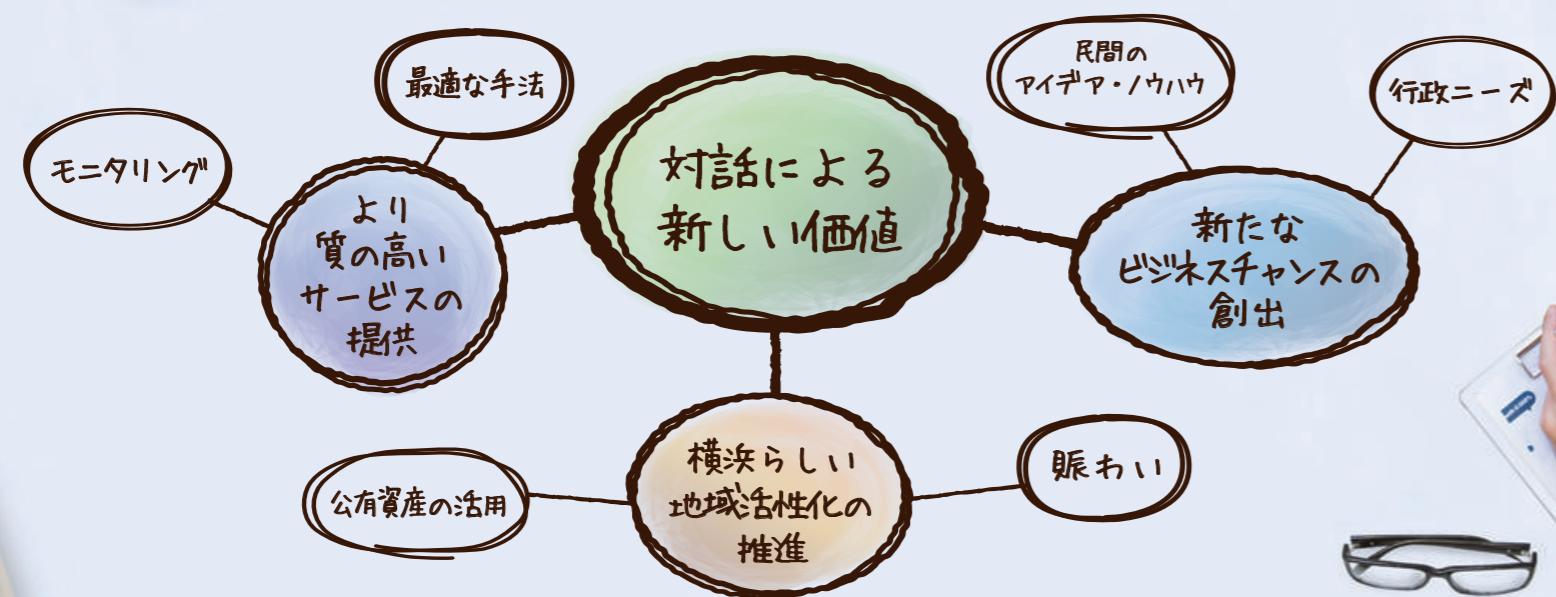 対話による
新しい価値
より
質の高い
サービスの
提供
モニタリング
最適な手法
新たな
ビジネスチャンスの
創出
民間の
アイデア・ノウハウ
行政ニーズ
横浜らしい
地域活性化の
推進
公有資産の活用
賑わい